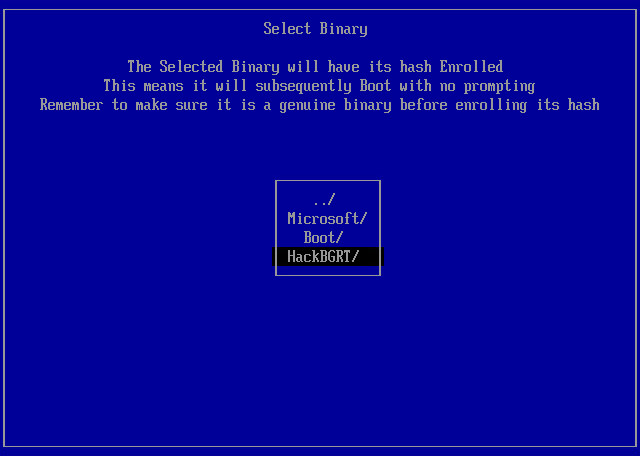 Select Binary
The Selected Binary will have its hash Enrolled
This means it will subsequently Boot with no prompting
Remember to make sure it is a genuine binary before enrolling its hash
../
Microsoft/
Boot/
HackBGRT/